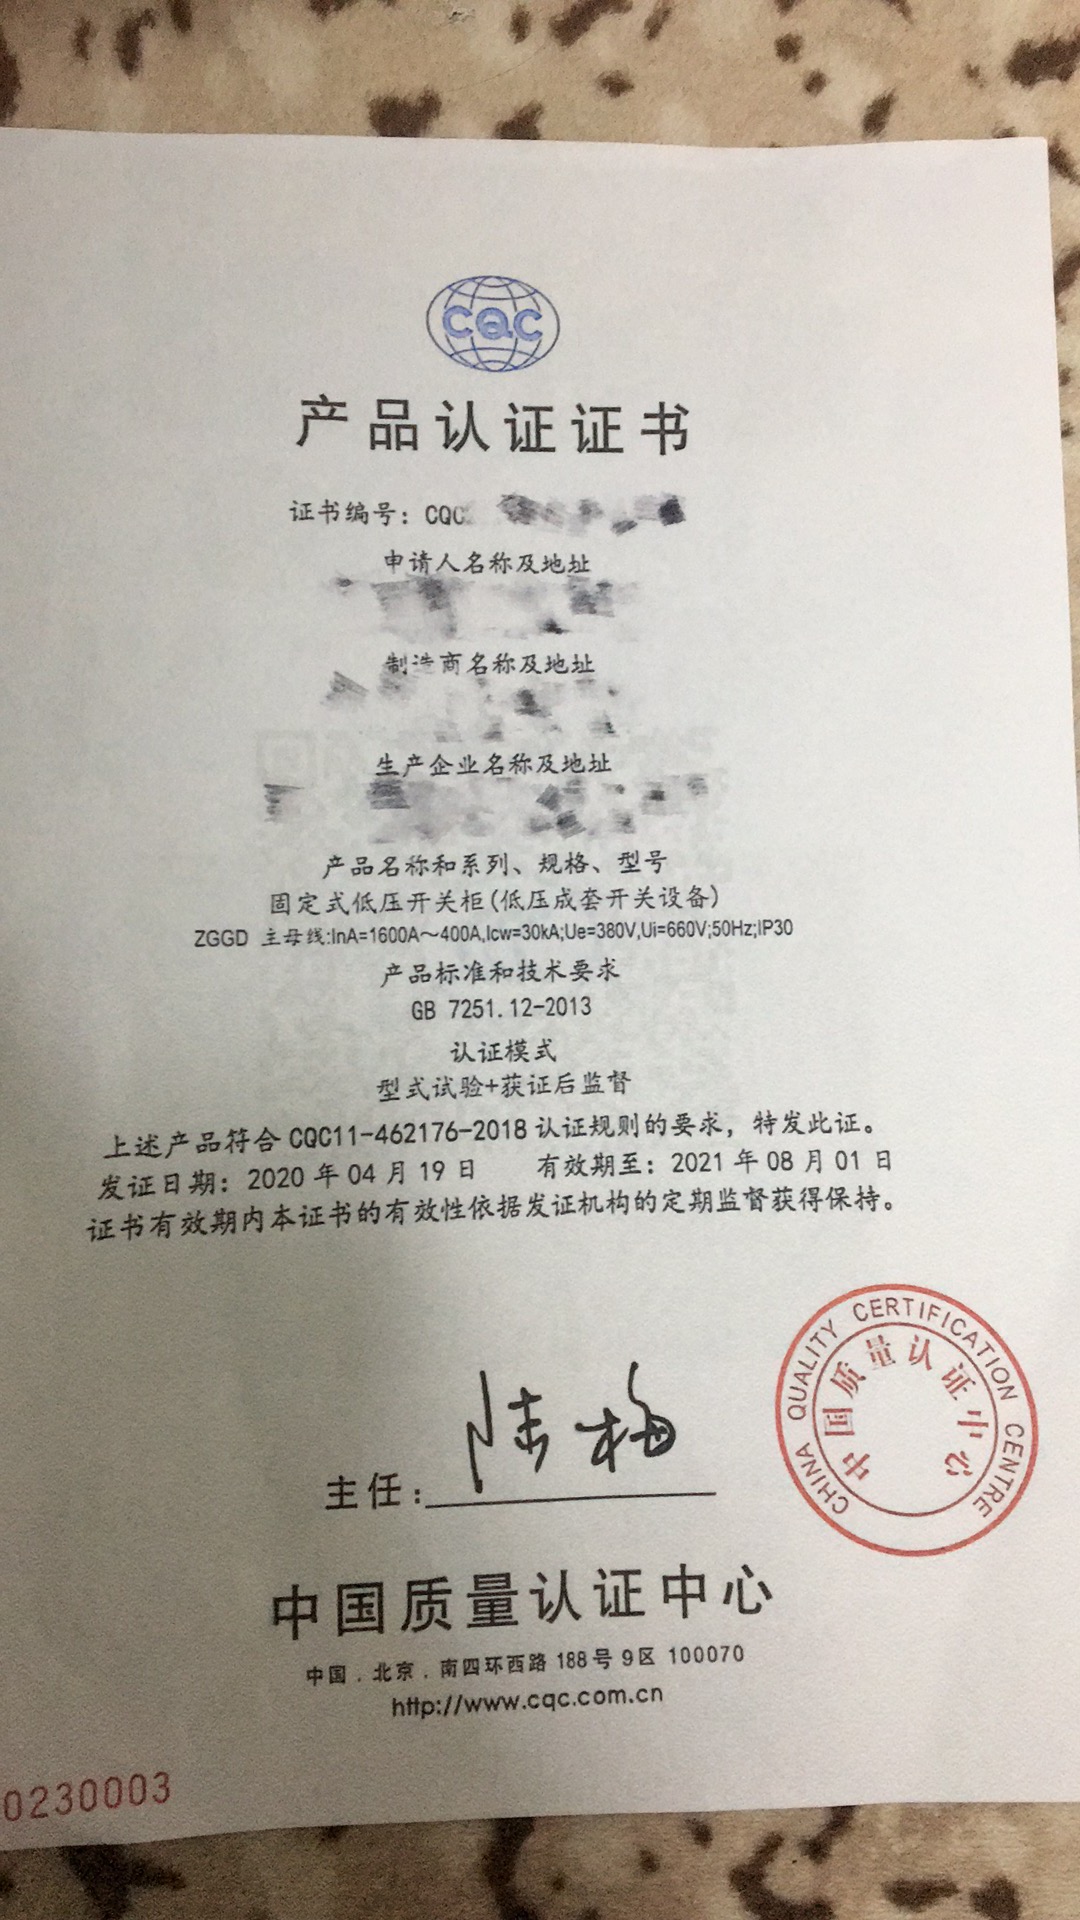 CQC
产品认证证书
证书编号：CQC
申请人名称及地址
制造商名称及地址
生产企业名称及地址
产品名称和系列、规格、型号
固定式低压开关柜(低压成套开关设备)
ZGGD 主母线:InA=1600A～400A,Icw=30kA;Ue=380V,Ui=660V;50Hz;IP30
产品标准和技术要求
GB 7251.12-2013
认证模式
型式试验+获证后监督
上述产品符合 CQC11-462176-2018 认证规则的要求，特发此证。
发证日期：2020 年 04 月 19 日 有效期至：2021 年 08 月 01 日
证书有效期内本证书的有效性依据发证机构的定期监督获得保持。
CHINA QUALITY CERTIFICATION CENTRE
中国质量认证中心
主任： 陆梅
中国质量认证中心
中国．北京．南四环西路 188 号 9 区 100070
http://www.cqc.com.cn
0230003